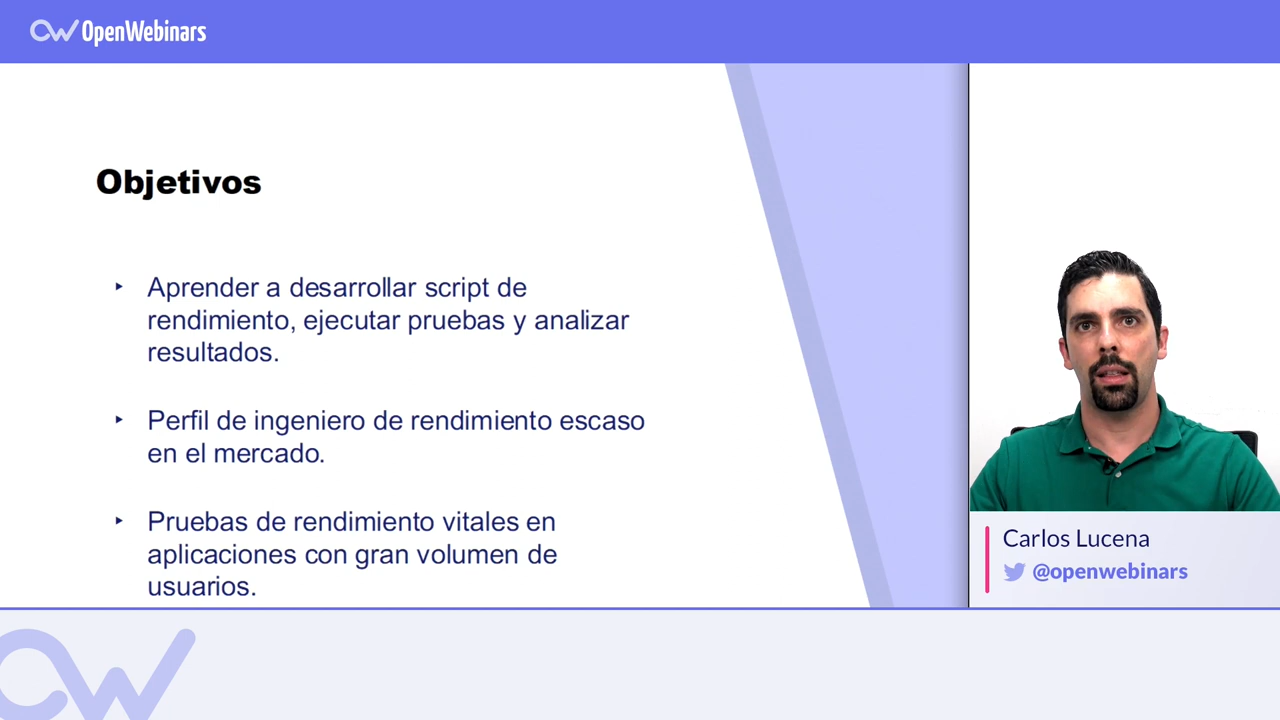 OpenWebinars
Objetivos
‣ Aprender a desarrollar script de
rendimiento, ejecutar pruebas y analizar
resultados.
‣ Perfil de ingeniero de rendimiento escaso
en el mercado.
‣ Pruebas de rendimiento vitales en
aplicaciones con gran volumen de
usuarios.
Carlos Lucena
@openwebinars